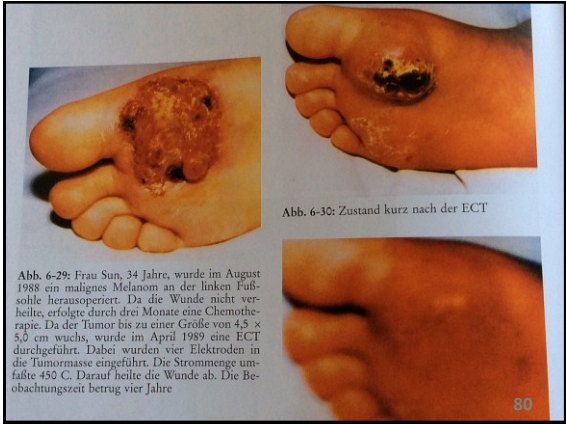 Abb. 6-29: Frau Sun, 34 Jahre, wurde im August
1988 ein malignes Melanom an der linken Fuß-
sohle herausoperiert. Da die Wunde nicht ver-
heilte, erfolgte durch drei Monate eine Chemothe-
rapie. Da der Tumor bis zu einer Größe von 4,5 ×
5,0 cm wuchs, wurde im April 1989 eine ECT
durchgeführt. Dabei wurden vier Elektroden in
die Tumormasse eingeführt. Die Strommenge um-
faßte 450 C. Darauf heilte die Wunde ab. Die Be-
obachtungszeit betrug vier Jahre
Abb. 6-30: Zustand kurz nach der ECT
80